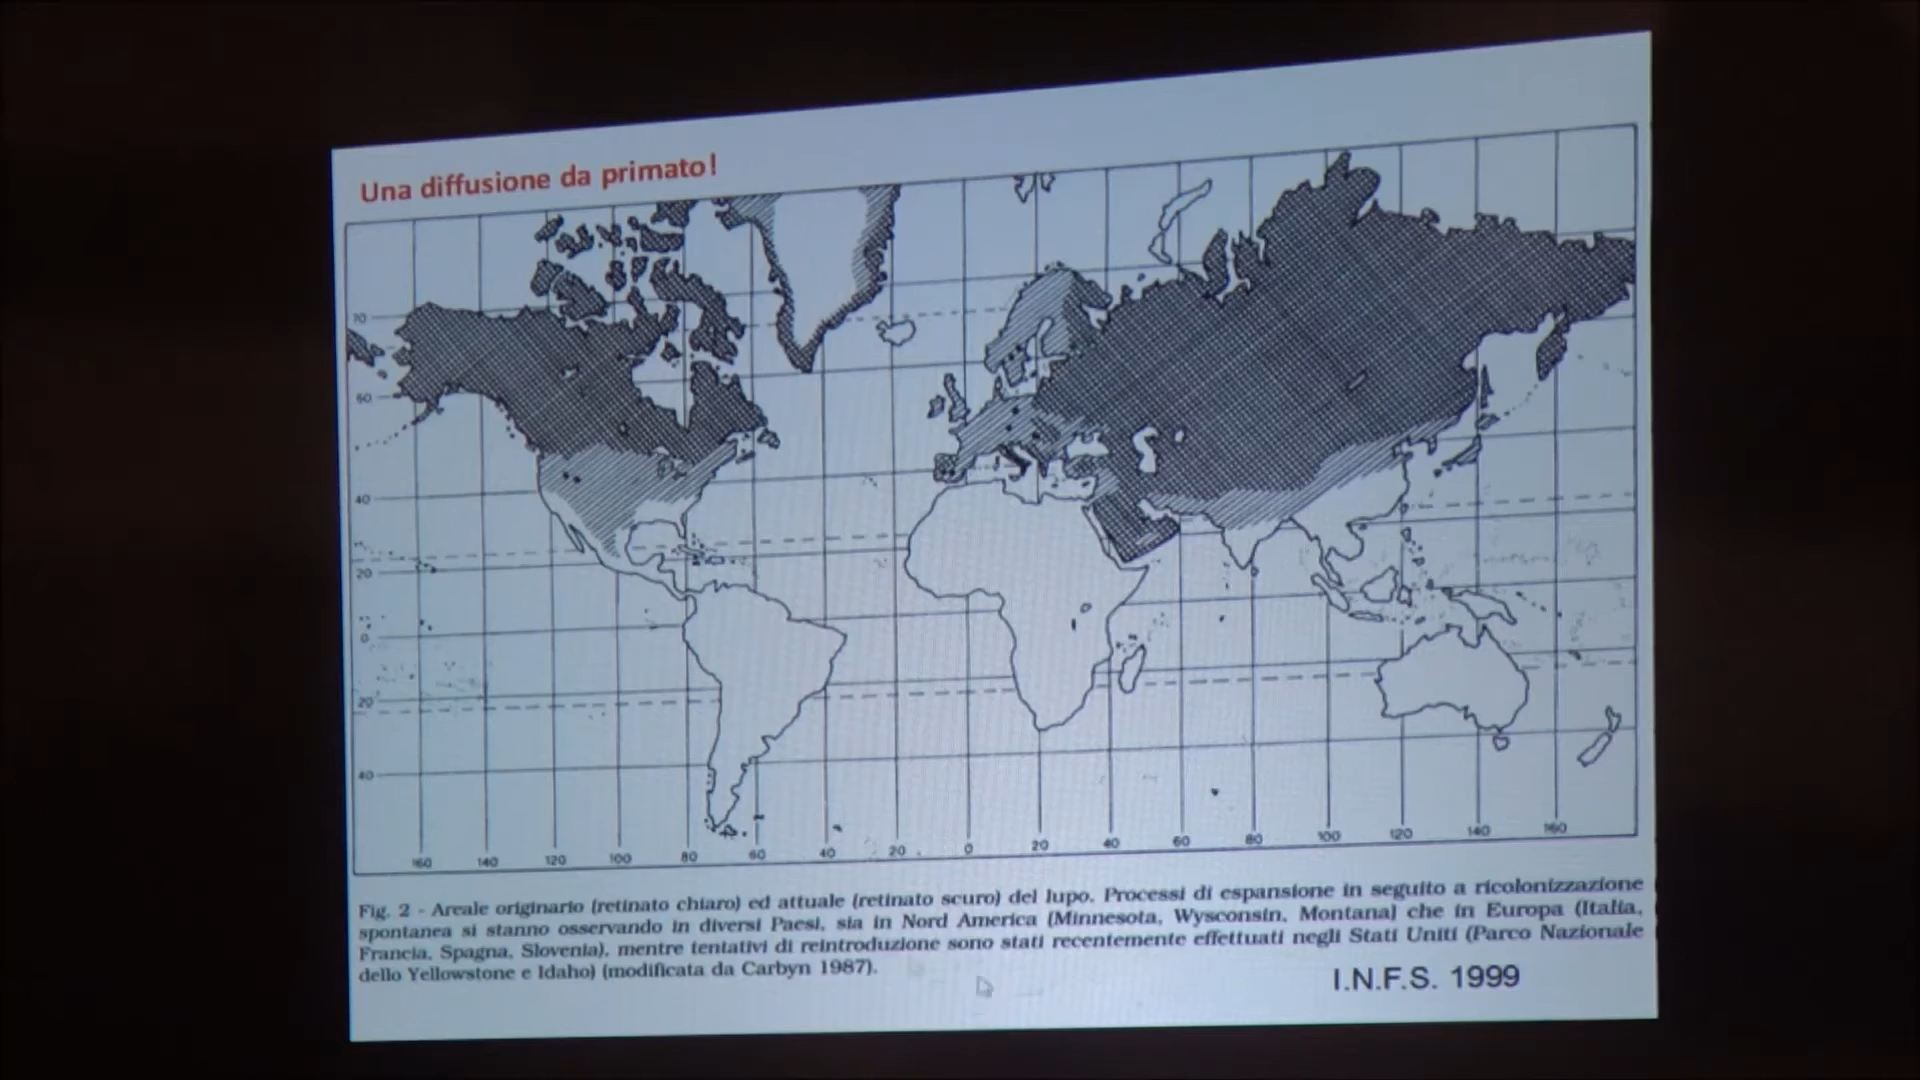 Una diffusione da primato!
70
60
40
20
0
20
40
160 140 120 100 80 60 40 20 0 20 40 60 80 100 120 140 160
Fig. 2 - Areale originario (retinato chiaro) ed attuale (retinato scuro) del lupo. Processi di espansione in seguito a ricolonizzazione
spontanea si stanno osservando in diversi Paesi, sia in Nord America (Minnesota, Wysconsin, Montana) che in Europa (Italia,
Francia, Spagna, Slovenia), mentre tentativi di reintroduzione sono stati recentemente effettuati negli Stati Uniti (Parco Nazionale
dello Yellowstone e Idaho) (modificata da Carbyn 1987).
I.N.F.S. 1999